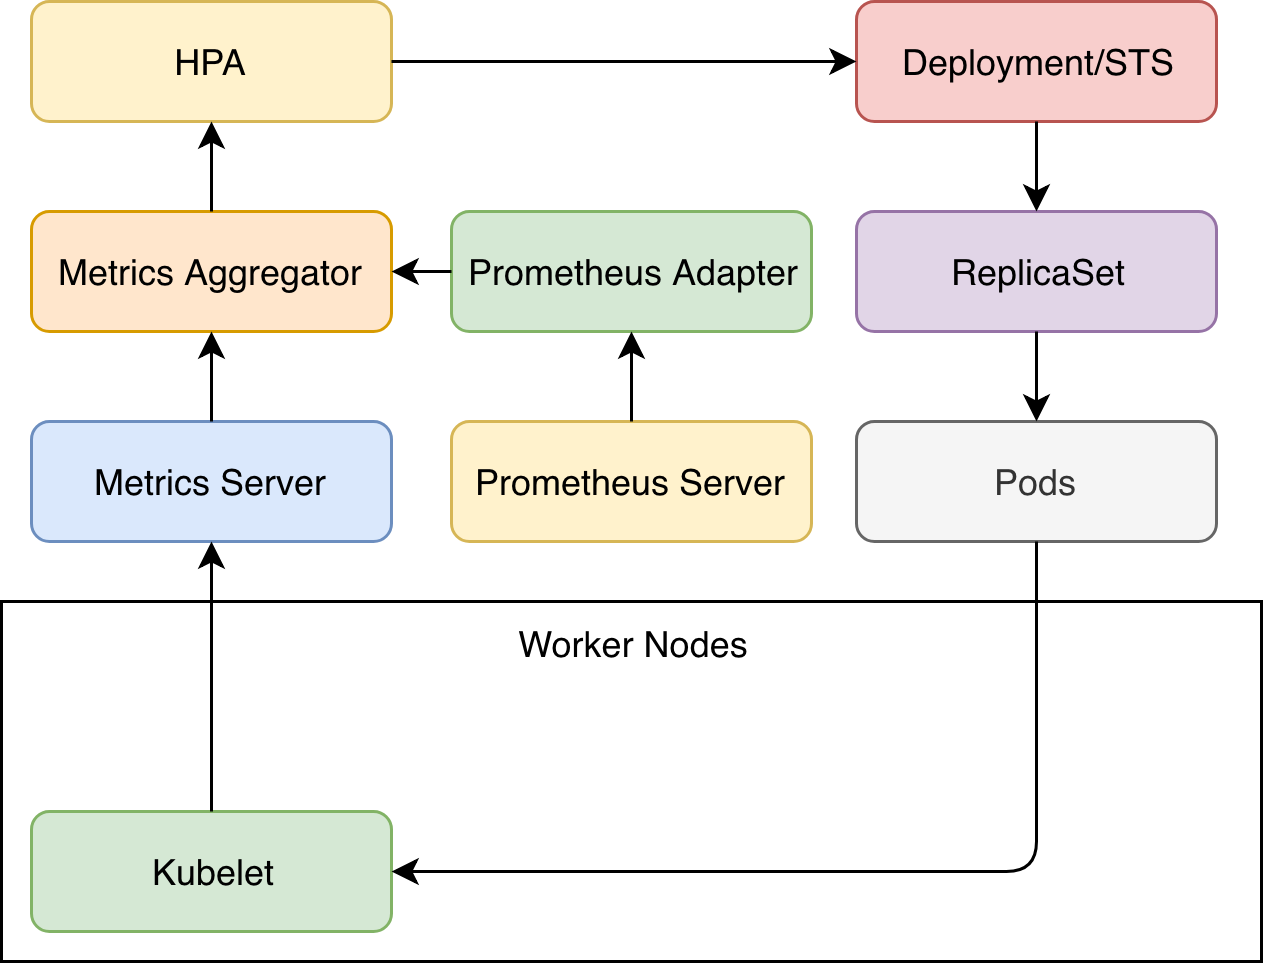 HPA
Deployment/STS
Metrics Aggregator
Prometheus Adapter
ReplicaSet
Metrics Server
Prometheus Server
Pods
Worker Nodes
Kubelet